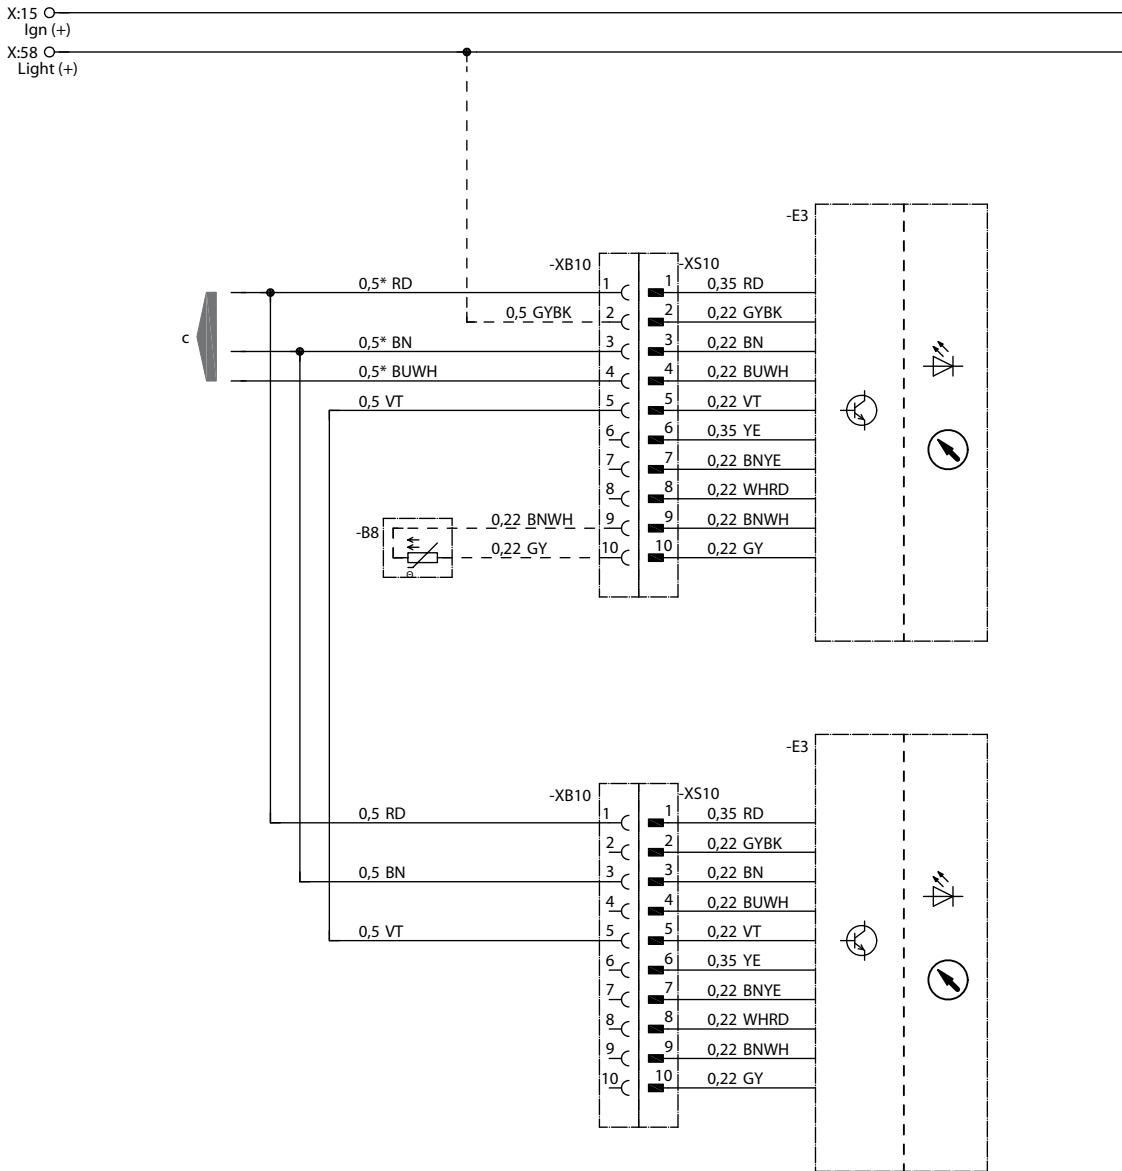 X:15
Ign (+)
X:58
Light (+)
-E3
-XB10 -XS10
0,5* RD 1 1 0,35 RD
0,5 GYBK 2 2 0,22 GYBK
c
0,5* BN 3 3 0,22 BN
0,5* BUWH 4 4 0,22 BUWH
0,5 VT 5 5 0,22 VT
6 6 0,35 YE
7 7 0,22 BNYE
8 8 0,22 WHRD
-B8
0,22 BNWH 9 9 0,22 BNWH
0,22 GY 10 10 0,22 GY
Θ
-E3
-XB10 -XS10
0,5 RD 1 1 0,35 RD
2 2 0,22 GYBK
0,5 BN 3 3 0,22 BN
4 4 0,22 BUWH
0,5 VT 5 5 0,22 VT
6 6 0,35 YE
7 7 0,22 BNYE
8 8 0,22 WHRD
9 9 0,22 BNWH
10 10 0,22 GY